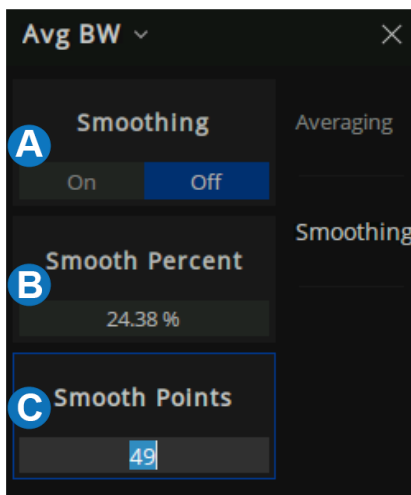 Avg BW
Smoothing
Averaging
A
On Off
Smoothing
Smooth Percent
B
24.38 %
Smooth Points
C
49